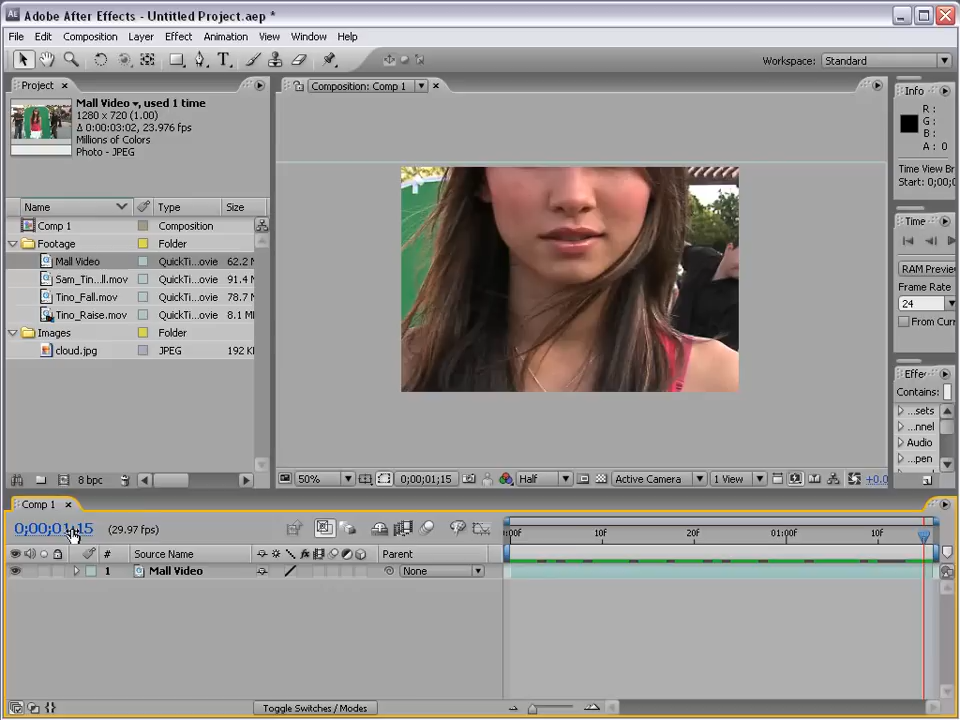 Adobe After Effects - Untitled Project.aep *
File Edit Composition Layer Effect Animation View Window Help
Workspace: Standard
Project
Mall Video, used 1 time
1280 x 720 (1.00)
Δ 0:00:03:02, 23.976 fps
Millions of Colors
Photo - JPEG
Name Type Size
Comp 1 Composition
Footage Folder
Mall Video QuickTi...ovie 62.2 M
Sam_Tin...ll.mov QuickTi...ovie 91.4 M
Tino_Fall.mov QuickTi...ovie 78.7 M
Tino_Raise.mov QuickTi...ovie 8.1 M
Images Folder
cloud.jpg JPEG 192 K
8 bpc
Composition: Comp 1
50% 0;00;01;15 Half Active Camera 1 View +0.0
Info
R :
G :
B :
A : 0
Time View Br
Start: 0;00;0
Time
RAM Preview
Frame Rate
24
From Curr
Effe
Contains:
...sets
...nnel
Audio
...pen
Comp 1
0;00;01;15 (29.97 fps)
:00f 10f 20f 01:00f 10f
# Source Name Parent
1 Mall Video None
Toggle Switches / Modes